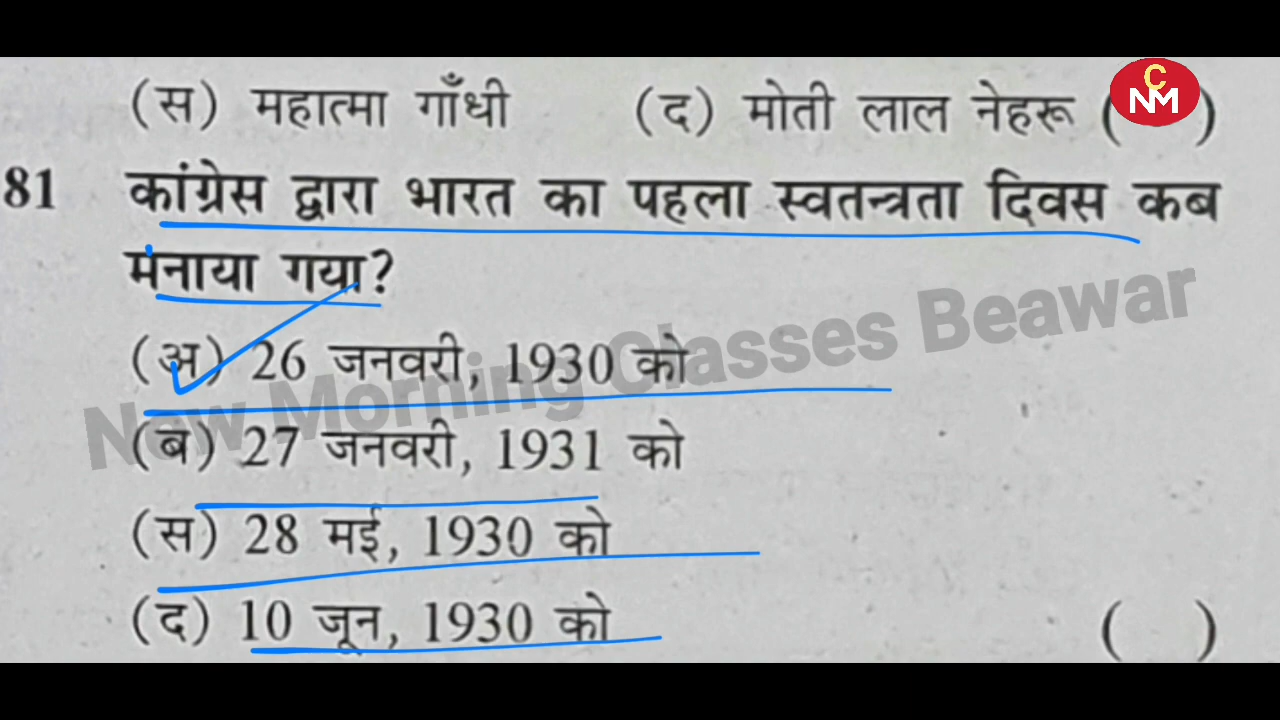 (स) महात्मा गाँधी (द) मोती लाल नेहरू ( )
CNM
81 कांग्रेस द्वारा भारत का पहला स्वतन्त्रता दिवस कब
मनाया गया?
(अ) 26 जनवरी, 1930 को
(ब) 27 जनवरी, 1931 को
(स) 28 मई, 1930 को
(द) 10 जून, 1930 को ( )
New Morning Classes Beawar